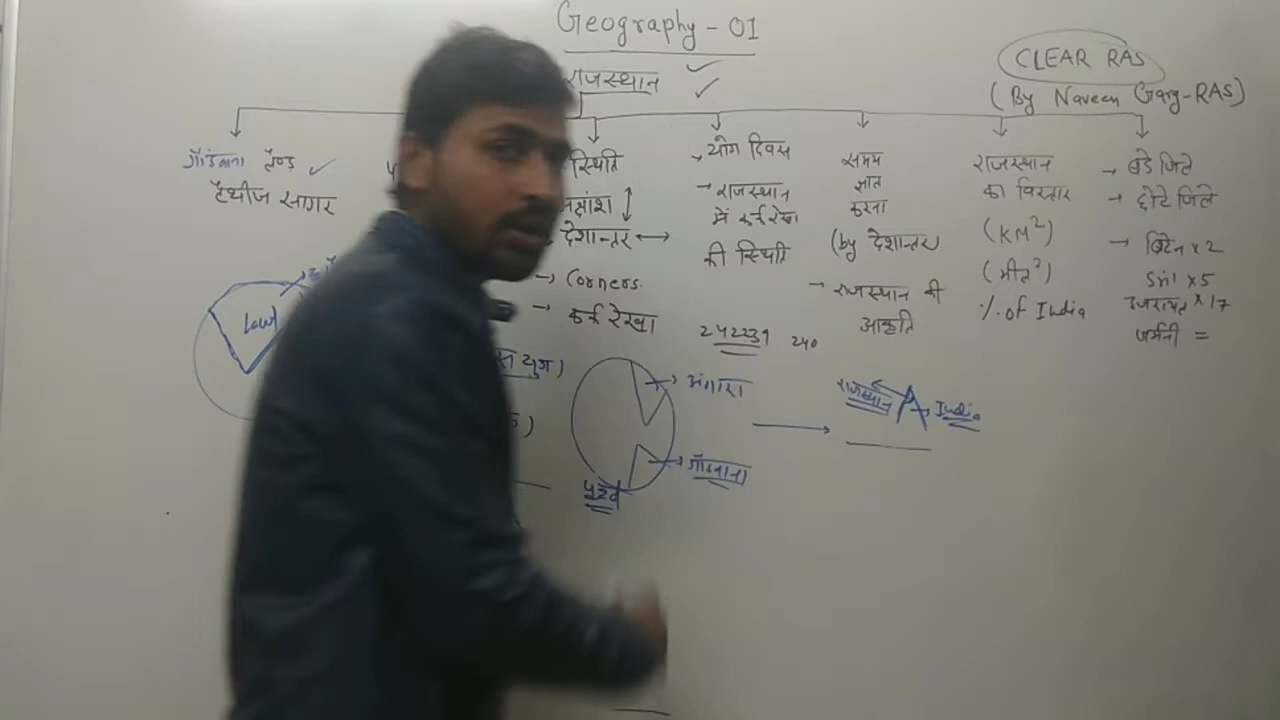 Geography - 01
राजस्थान
CLEAR RAS
(By Naveen Garg-RAS)
गौंडवाना लैण्ड
टैथीज सागर
Land
स्थिति
देशान्तर
→ Corners
→ कर्क रेखा
योग दिवस
→ राजस्थान
में कर्क रेखा
की स्थिति
242239 240
समय
ज्ञात
करना
(by देशान्तर)
→ राजस्थान की
आकृति
राजस्थान
का विस्तार
(KM²)
(मील²)
% of India
→ बडे जिले
→ छोटे जिले
→ ब्रिटेन x 2
x 5
इजरायल x 17
जर्मनी =
युग)
अंगारा
गौंडवाना
राजस्थान
India